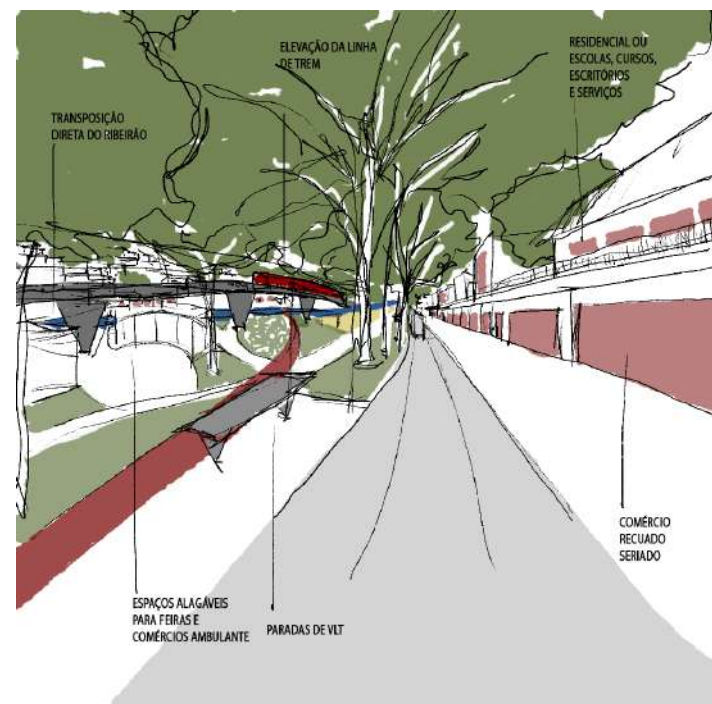 ELEVAÇÃO DA LINHA
DE TREM
RESIDENCIAL OU
ESCOLAS, CURSOS,
ESCRITÓRIOS
E SERVIÇOS
TRANSPOSIÇÃO
DIRETA DO RIBEIRÃO
COMÉRCIO
RECUADO
SERIADO
ESPAÇOS ALAGÁVEIS
PARA FEIRAS E
COMÉRCIOS AMBULANTE
PARADAS DE VLT